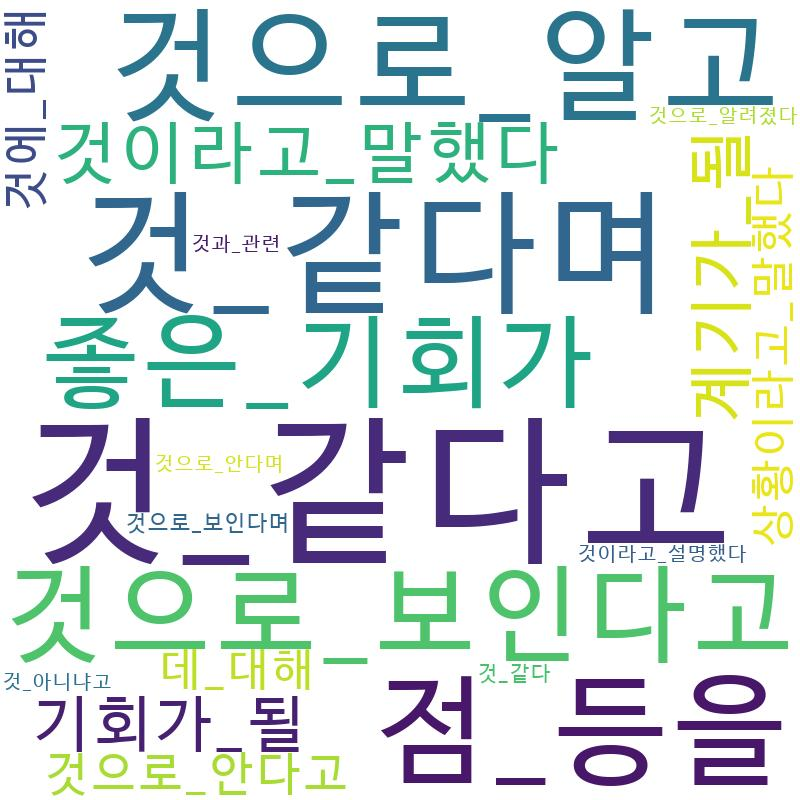 것에_대해
것으로_알고
것으로_알려졌다
것이라고_말했다
계기가_될
상황이라고_말했다
것_같다며
것과_관련
좋은_기회가
것_같다고
것으로_안다며
것으로_보인다며
것이라고_설명했다
것으로_보인다고
데_대해
것_같다
것_아니냐고
점_등을
기회가_될
것으로_안다고